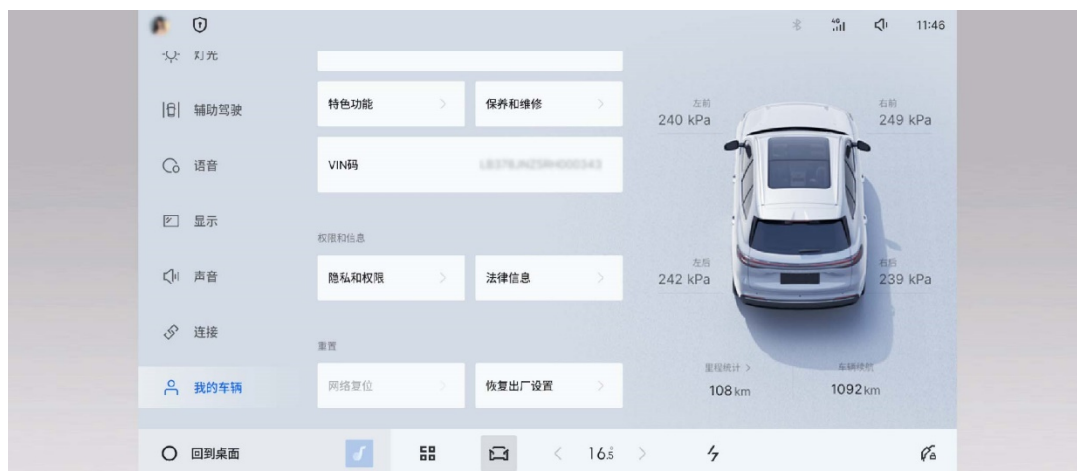 4G
11:46
灯光
辅助驾驶
语音
显示
声音
连接
我的车辆
特色功能
保养和维修
VIN码
权限和信息
隐私和权限
法律信息
重置
网络复位
恢复出厂设置
左前
240 kPa
右前
249 kPa
左后
242 kPa
右后
239 kPa
里程统计 >
108 km
车辆续航
1092 km
回到桌面
16.5